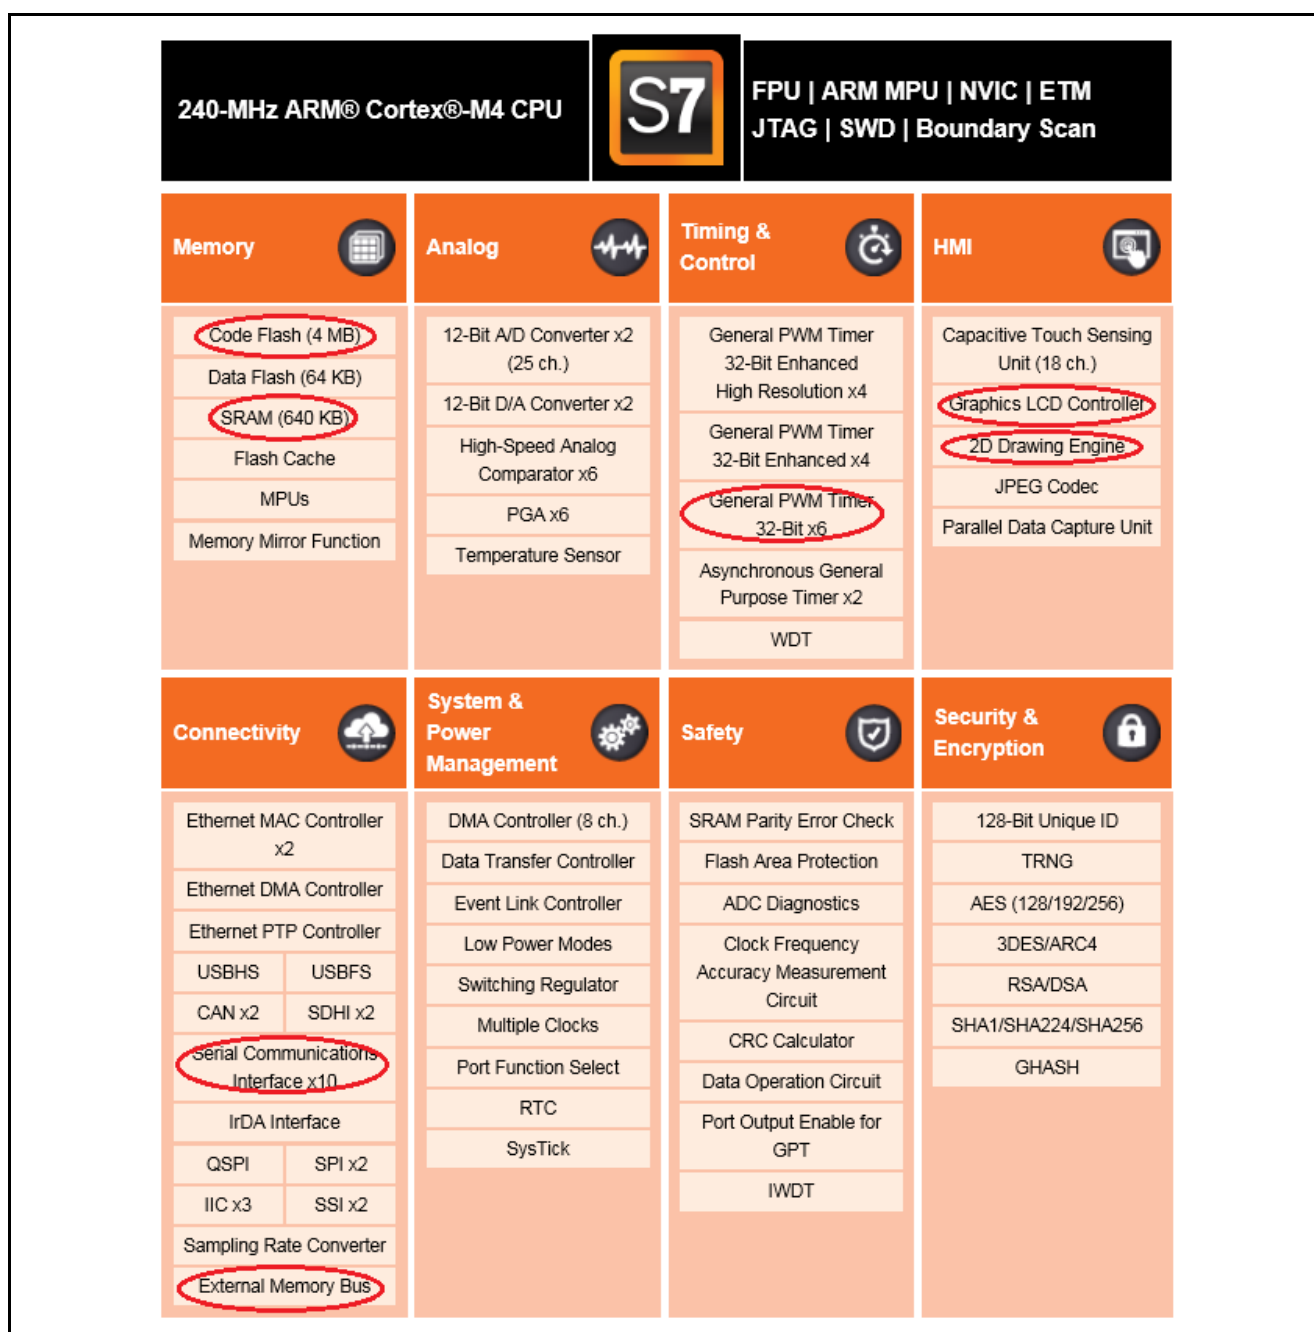 240-MHz ARM® Cortex®-M4 CPU
S7
FPU | ARM MPU | NVIC | ETM
JTAG | SWD | Boundary Scan
Memory
Code Flash (4 MB)
Data Flash (64 KB)
SRAM (640 KB)
Flash Cache
MPUs
Memory Mirror Function
Analog
12-Bit A/D Converter x2
(25 ch.)
12-Bit D/A Converter x2
High-Speed Analog
Comparator x6
PGA x6
Temperature Sensor
Timing &
Control
General PWM Timer
32-Bit Enhanced
High Resolution x4
General PWM Timer
32-Bit Enhanced x4
General PWM Timer
32-Bit x6
Asynchronous General
Purpose Timer x2
WDT
HMI
Capacitive Touch Sensing
Unit (18 ch.)
Graphics LCD Controller
2D Drawing Engine
JPEG Codec
Parallel Data Capture Unit
Connectivity
Ethernet MAC Controller
x2
Ethernet DMA Controller
Ethernet PTP Controller
USBHS USBFS
CAN x2 SDHI x2
Serial Communications
Interface x10
IrDA Interface
QSPI SPI x2
IIC x3 SSI x2
Sampling Rate Converter
External Memory Bus
System &
Power
Management
DMA Controller (8 ch.)
Data Transfer Controller
Event Link Controller
Low Power Modes
Switching Regulator
Multiple Clocks
Port Function Select
RTC
SysTick
Safety
SRAM Parity Error Check
Flash Area Protection
ADC Diagnostics
Clock Frequency
Accuracy Measurement
Circuit
CRC Calculator
Data Operation Circuit
Port Output Enable for
GPT
IWDT
Security &
Encryption
128-Bit Unique ID
TRNG
AES (128/192/256)
3DES/ARC4
RSA/DSA
SHA1/SHA224/SHA256
GHASH